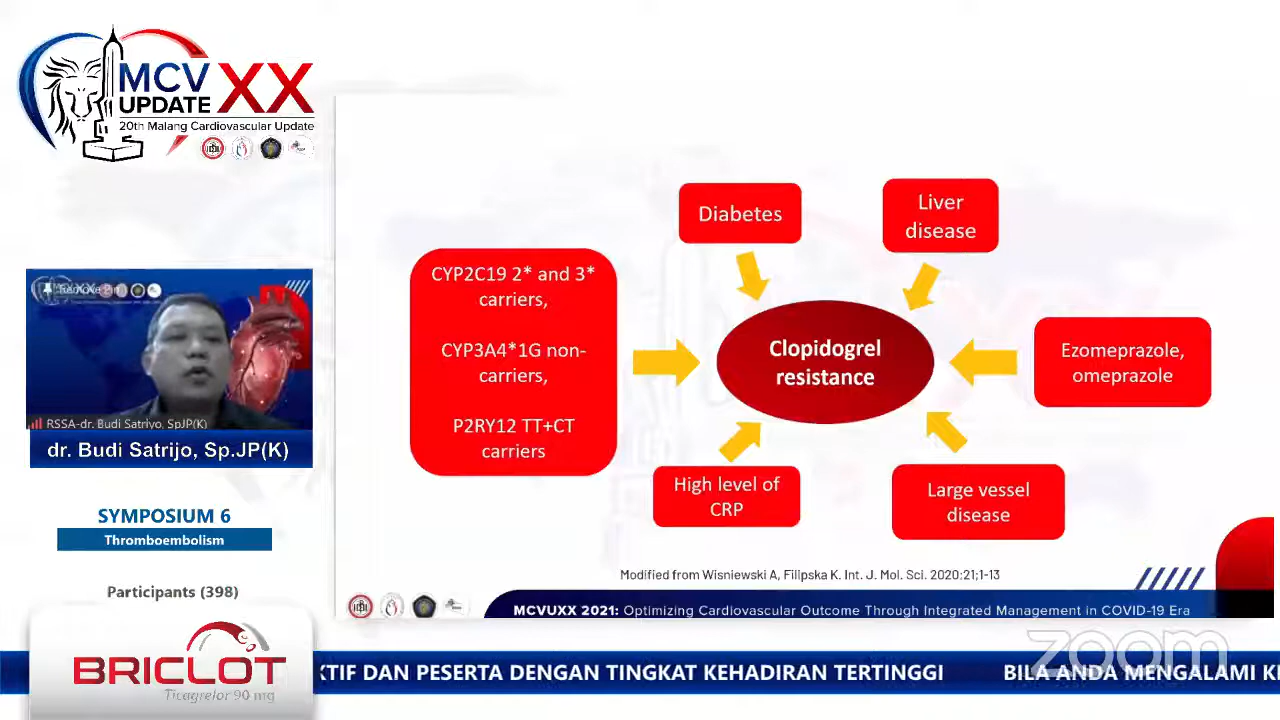 MCV
UPDATE
XX
20th Malang Cardiovascular Update
RSSA-dr. Budi Satriyo, SpJP(K)
dr. Budi Satrijo, Sp.JP(K)
SYMPOSIUM 6
Thromboembolism
Participants (398)
BRICLOT
Ticagrelor 90 mg
Diabetes
Liver
disease
CYP2C19 2* and 3*
carriers,
CYP3A4*1G non-
carriers,
P2RY12 TT+CT
carriers
Clopidogrel
resistance
Ezomeprazole,
omeprazole
High level of
CRP
Large vessel
disease
Modified from Wisniewski A, Filipska K. Int. J. Mol. Sci. 2020:21;1-13
MCVUXX 2021: Optimizing Cardiovascular Outcome Through Integrated Management in COVID-19 Era
zoom
KTIF DAN PESERTA DENGAN TINGKAT KEHADIRAN TERTINGGI BILA ANDA MENGALAMI